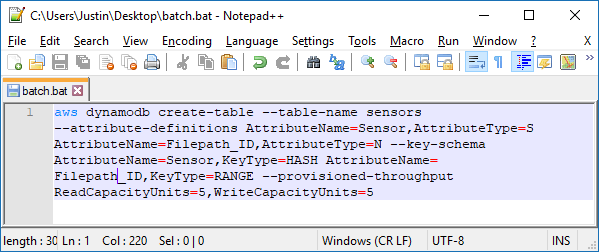 C:\Users\Justin\Desktop\batch.bat - Notepad++
File Edit Search View Encoding Language Settings Tools Macro Run Window ? X
batch.bat
1 aws dynamodb create-table --table-name sensors
--attribute-definitions AttributeName=Sensor,AttributeType=S
AttributeName=Filepath_ID,AttributeType=N --key-schema
AttributeName=Sensor,KeyType=HASH AttributeName=
Filepath_ID,KeyType=RANGE --provisioned-throughput
ReadCapacityUnits=5,WriteCapacityUnits=5
length : 30 Ln : 1 Col : 220 Sel : 0 | 0 Windows (CR LF) UTF-8 INS